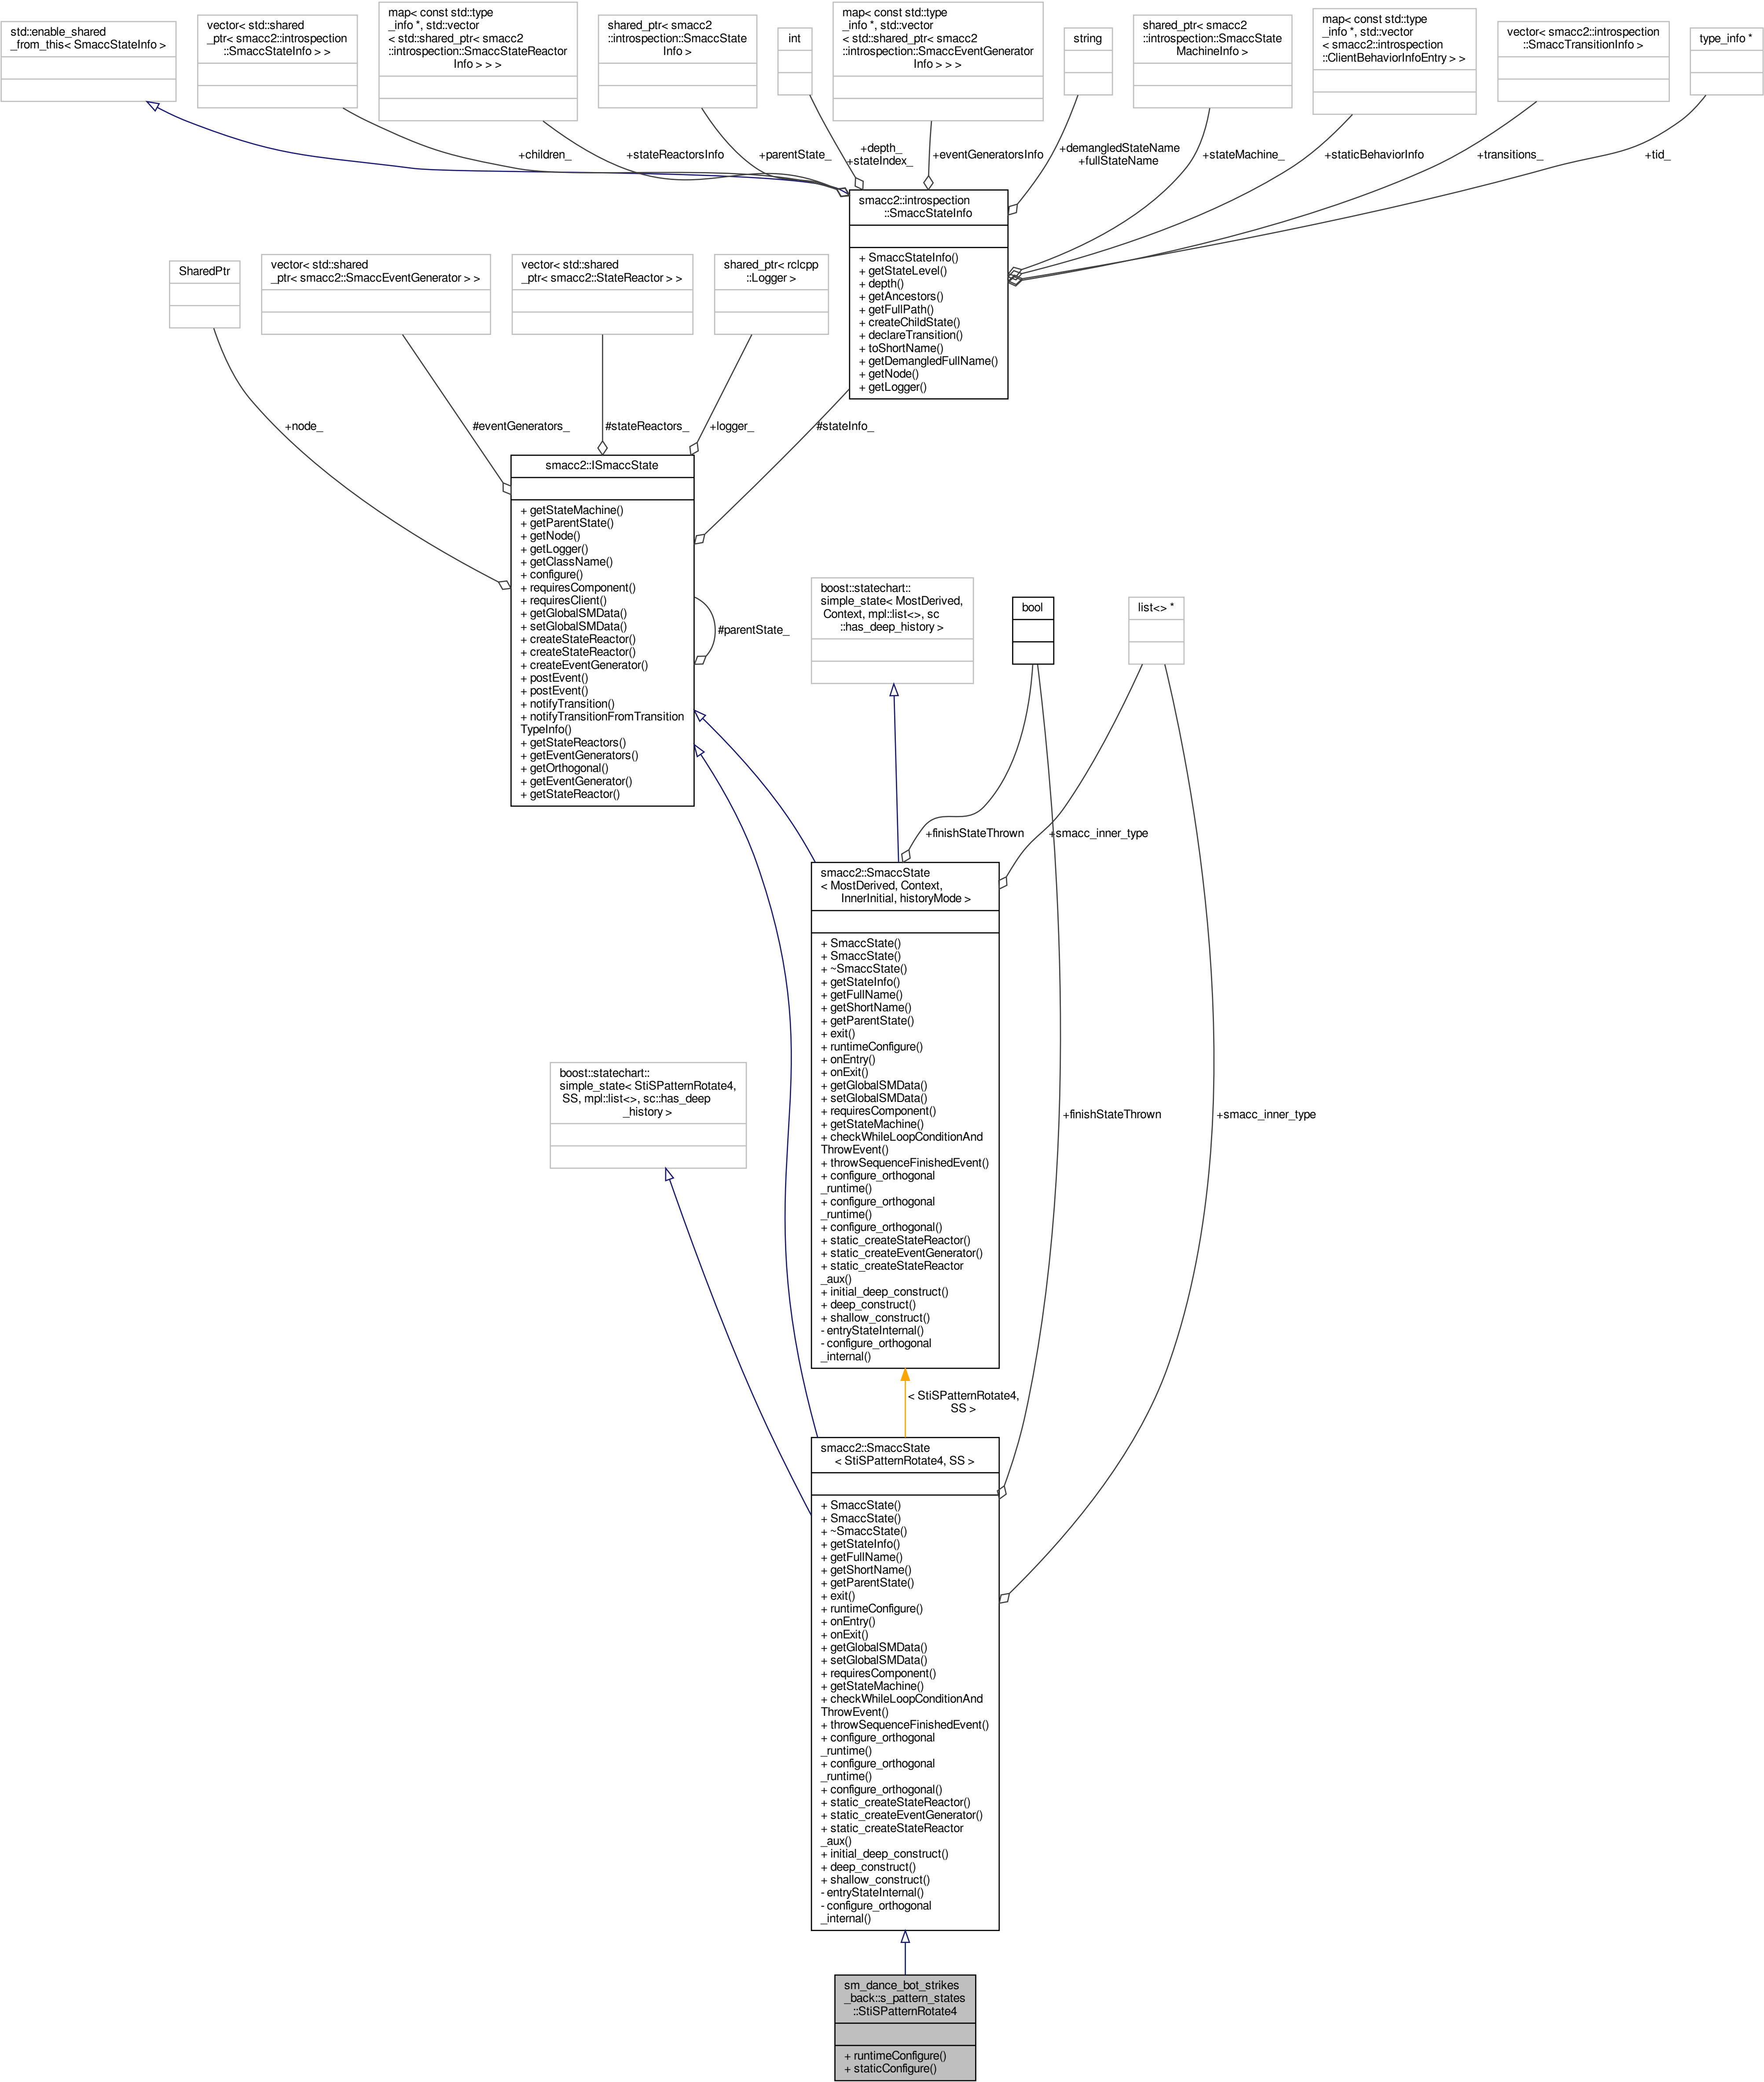 std::enable_shared
_from_this< SmaccStateInfo >
vector< std::shared
_ptr< smacc2::introspection
::SmaccStateInfo > >
map< const std::type
_info *, std::vector
< std::shared_ptr< smacc2
::introspection::SmaccStateReactor
Info > > >
shared_ptr< smacc2
::introspection::SmaccState
Info >
int
map< const std::type
_info *, std::vector
< std::shared_ptr< smacc2
::introspection::SmaccEventGenerator
Info > > >
string
shared_ptr< smacc2
::introspection::SmaccState
MachineInfo >
map< const std::type
_info *, std::vector
< smacc2::introspection
::ClientBehaviorInfoEntry > >
vector< smacc2::introspection
::SmaccTransitionInfo >
type_info *
+children_
+stateReactorsInfo
+parentState_
+depth_
+stateIndex_
+eventGeneratorsInfo
+demangledStateName
+fullStateName
+stateMachine_
+staticBehaviorInfo
+transitions_
+tid_
smacc2::introspection
::SmaccStateInfo
+ SmaccStateInfo()
+ getStateLevel()
+ depth()
+ getAncestors()
+ getFullPath()
+ createChildState()
+ declareTransition()
+ toShortName()
+ getDemangledFullName()
+ getNode()
+ getLogger()
SharedPtr
vector< std::shared
_ptr< smacc2::SmaccEventGenerator > >
vector< std::shared
_ptr< smacc2::StateReactor > >
shared_ptr< rclcpp
::Logger >
+node_
#eventGenerators_
#stateReactors_
+logger_
#stateInfo_
smacc2::ISmaccState
+ getStateMachine()
+ getParentState()
+ getNode()
+ getLogger()
+ getClassName()
+ configure()
+ requiresComponent()
+ requiresClient()
+ getGlobalSMData()
+ setGlobalSMData()
+ createStateReactor()
+ createStateReactor()
+ createEventGenerator()
+ postEvent()
+ postEvent()
+ notifyTransition()
+ notifyTransitionFromTransition
TypeInfo()
+ getStateReactors()
+ getEventGenerators()
+ getOrthogonal()
+ getEventGenerator()
+ getStateReactor()
#parentState_
boost::statechart::
simple_state< MostDerived,
Context, mpl::list<>, sc
::has_deep_history >
bool
list<> *
+finishStateThrown
+smacc_inner_type
smacc2::SmaccState
< MostDerived, Context,
InnerInitial, historyMode >
+ SmaccState()
+ SmaccState()
+ ~SmaccState()
+ getStateInfo()
+ getFullName()
+ getShortName()
+ getParentState()
+ exit()
+ runtimeConfigure()
+ onEntry()
+ onExit()
+ getGlobalSMData()
+ setGlobalSMData()
+ requiresComponent()
+ getStateMachine()
+ checkWhileLoopConditionAnd
ThrowEvent()
+ throwSequenceFinishedEvent()
+ configure_orthogonal
_runtime()
+ configure_orthogonal
_runtime()
+ configure_orthogonal()
+ static_createStateReactor()
+ static_createEventGenerator()
+ static_createStateReactor
_aux()
+ initial_deep_construct()
+ deep_construct()
+ shallow_construct()
- entryStateInternal()
- configure_orthogonal
_internal()
boost::statechart::
simple_state< StiSPatternRotate4,
SS, mpl::list<>, sc::has_deep
_history >
+finishStateThrown
+smacc_inner_type
< StiSPatternRotate4,
SS >
smacc2::SmaccState
< StiSPatternRotate4, SS >
+ SmaccState()
+ SmaccState()
+ ~SmaccState()
+ getStateInfo()
+ getFullName()
+ getShortName()
+ getParentState()
+ exit()
+ runtimeConfigure()
+ onEntry()
+ onExit()
+ getGlobalSMData()
+ setGlobalSMData()
+ requiresComponent()
+ getStateMachine()
+ checkWhileLoopConditionAnd
ThrowEvent()
+ throwSequenceFinishedEvent()
+ configure_orthogonal
_runtime()
+ configure_orthogonal
_runtime()
+ configure_orthogonal()
+ static_createStateReactor()
+ static_createEventGenerator()
+ static_createStateReactor
_aux()
+ initial_deep_construct()
+ deep_construct()
+ shallow_construct()
- entryStateInternal()
- configure_orthogonal
_internal()
sm_dance_bot_strikes
_back::s_pattern_states
::StiSPatternRotate4
+ runtimeConfigure()
+ staticConfigure()